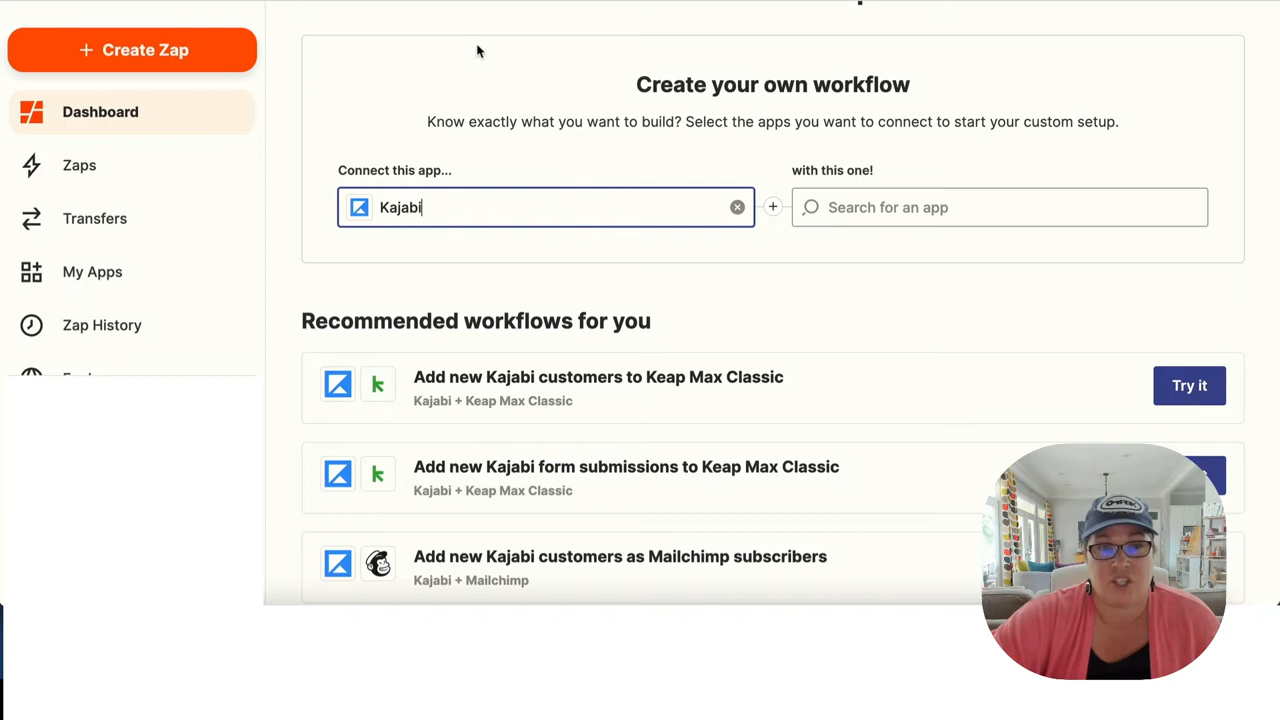 + Create Zap
Dashboard
Zaps
Transfers
My Apps
Zap History
Create your own workflow
Know exactly what you want to build? Select the apps you want to connect to start your custom setup.
Connect this app...
Kajabi
with this one!
Search for an app
Recommended workflows for you
Add new Kajabi customers to Keap Max Classic
Kajabi + Keap Max Classic
Try it
Add new Kajabi form submissions to Keap Max Classic
Kajabi + Keap Max Classic
Add new Kajabi customers as Mailchimp subscribers
Kajabi + Mailchimp